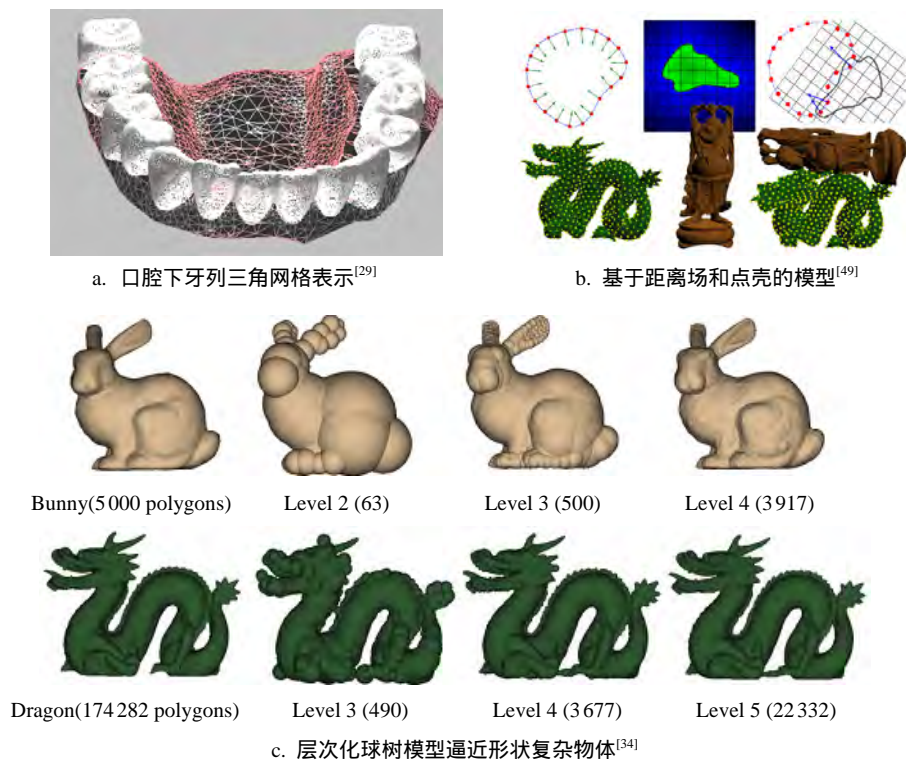 a. 口腔下牙列三角网格表示[29]
b. 基于距离场和点壳的模型[49]
Bunny(5 000 polygons) Level 2 (63) Level 3 (500) Level 4 (3 917)
Dragon(174 282 polygons) Level 3 (490) Level 4 (3 677) Level 5 (22 332)
c. 层次化球树模型逼近形状复杂物体[34]